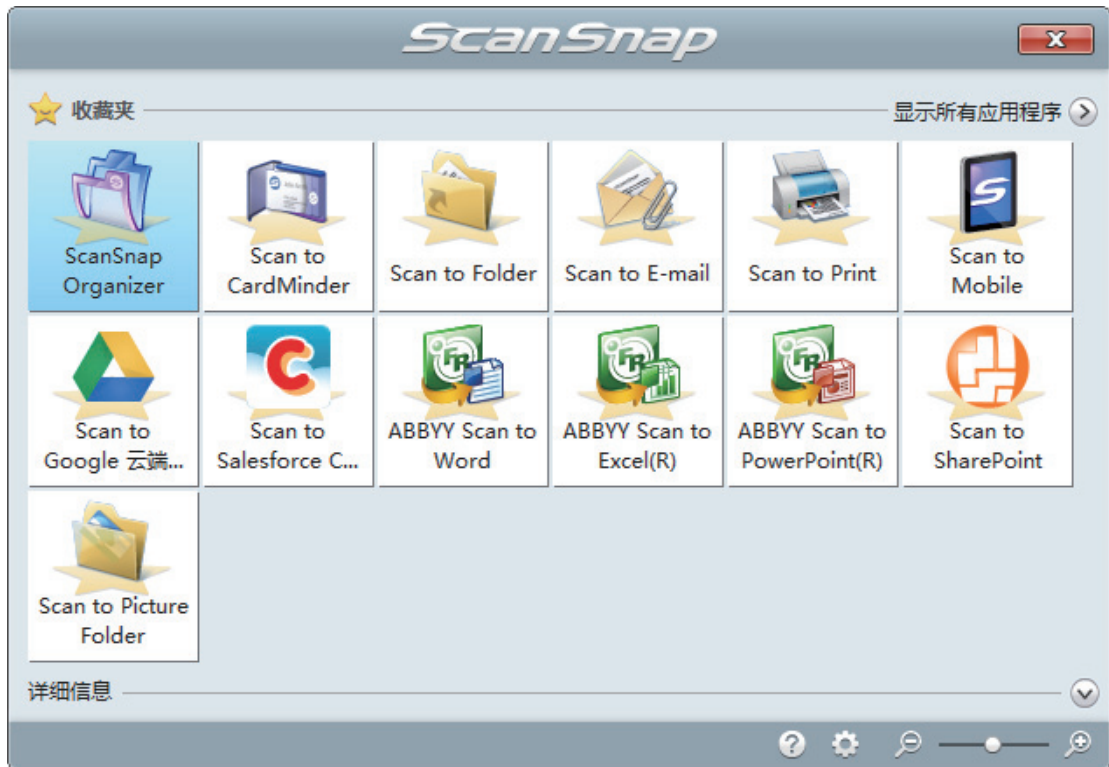 ScanSnap
收藏夹
显示所有应用程序
ScanSnap
Organizer
Scan to
CardMinder
Scan to Folder
Scan to E-mail
Scan to Print
Scan to
Mobile
Scan to
Google 云端...
Scan to
Salesforce C...
ABBYY Scan to
Word
ABBYY Scan to
Excel(R)
ABBYY Scan to
PowerPoint(R)
Scan to
SharePoint
Scan to Picture
Folder
详细信息